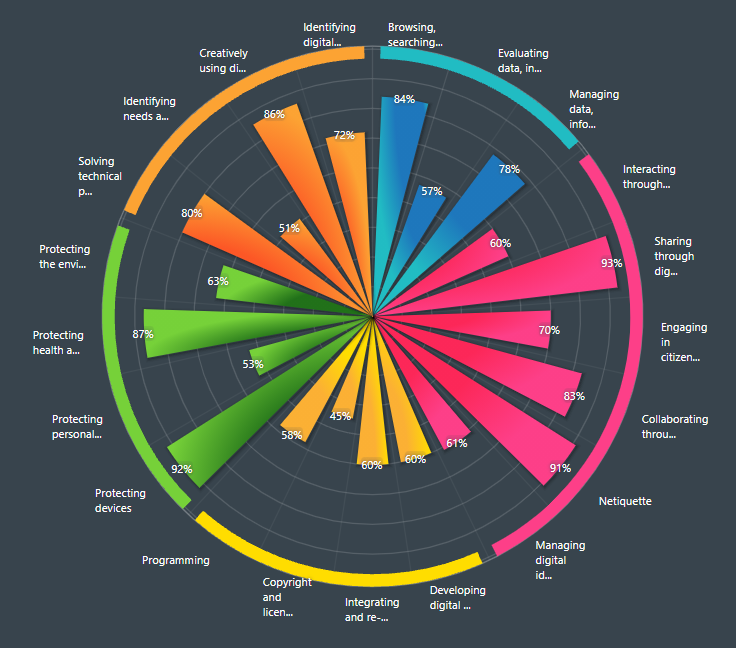 Identifying
digital...
Browsing,
searching...
Creatively
using di...
Evaluating
data, in...
Identifying
needs a...
Managing
data,
info...
Solving
technical
p...
Interacting
through...
Protecting
the envi...
Sharing
through
dig...
Protecting
health a...
Engaging
in
citizen...
Protecting
personal...
Collaborating
throu...
Protecting
devices
Netiquette
Programming
Managing
digital
id...
Copyright
and
licen...
Integrating
and re-...
Developing
digital ...
84%
57%
78%
60%
93%
70%
83%
91%
61%
60%
60%
45%
58%
92%
53%
87%
63%
80%
51%
86%
72%